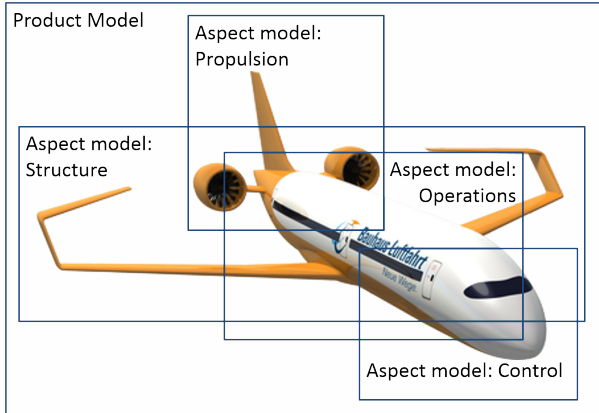 Product Model
Aspect model:
Propulsion
Aspect model:
Structure
Aspect model:
Operations
Bauhaus Luftfahrt
Neue Wege.
Aspect model: Control